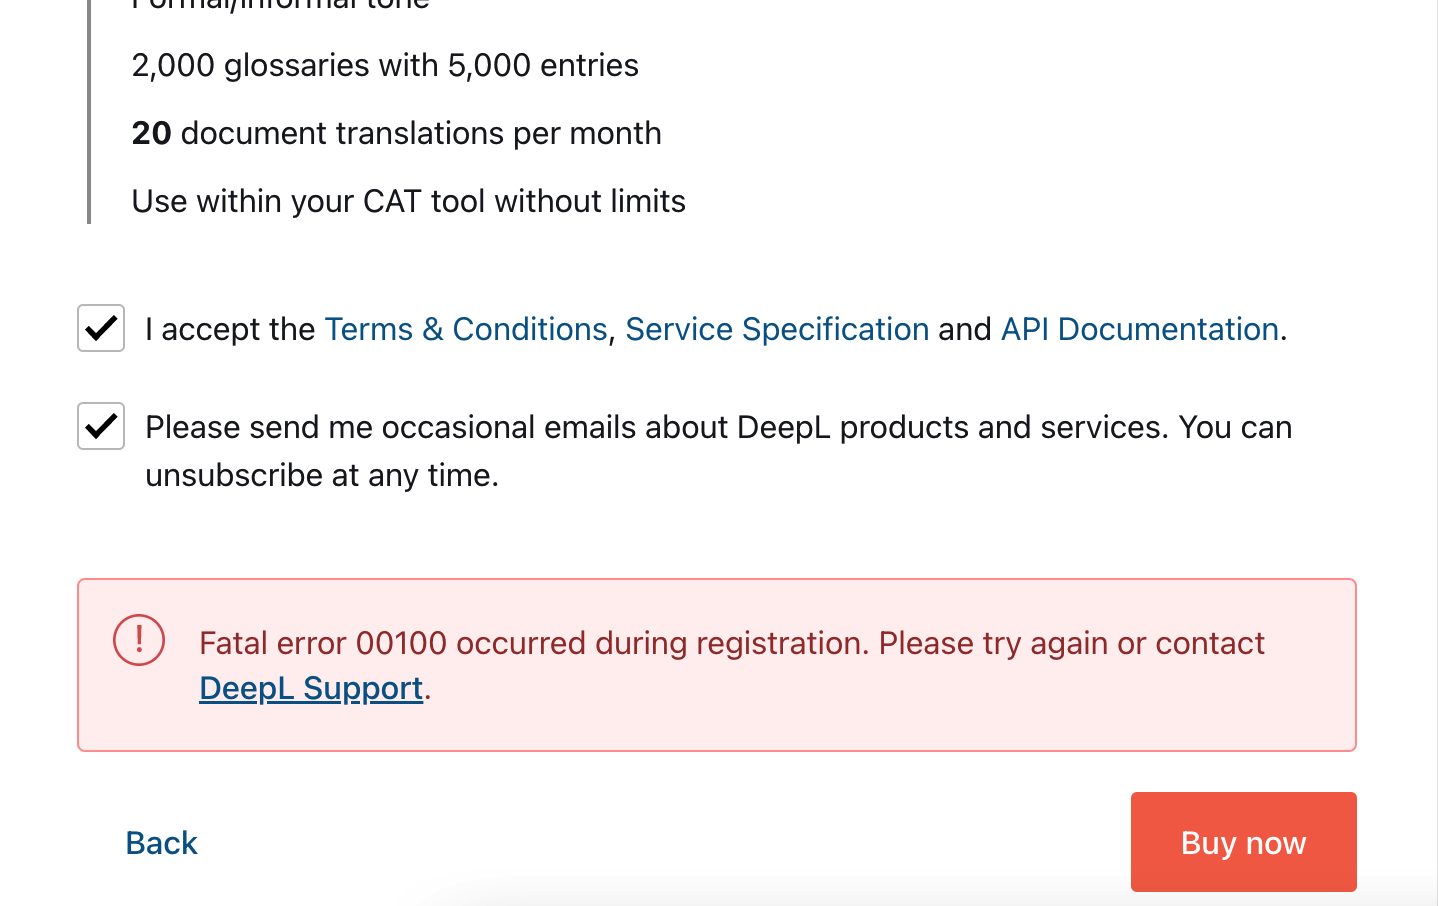 Formal/informal tone
2,000 glossaries with 5,000 entries
20 document translations per month
Use within your CAT tool without limits
I accept the Terms & Conditions, Service Specification and API Documentation.
Please send me occasional emails about DeepL products and services. You can
unsubscribe at any time.
Fatal error 00100 occurred during registration. Please try again or contact
DeepL Support.
Back
Buy now